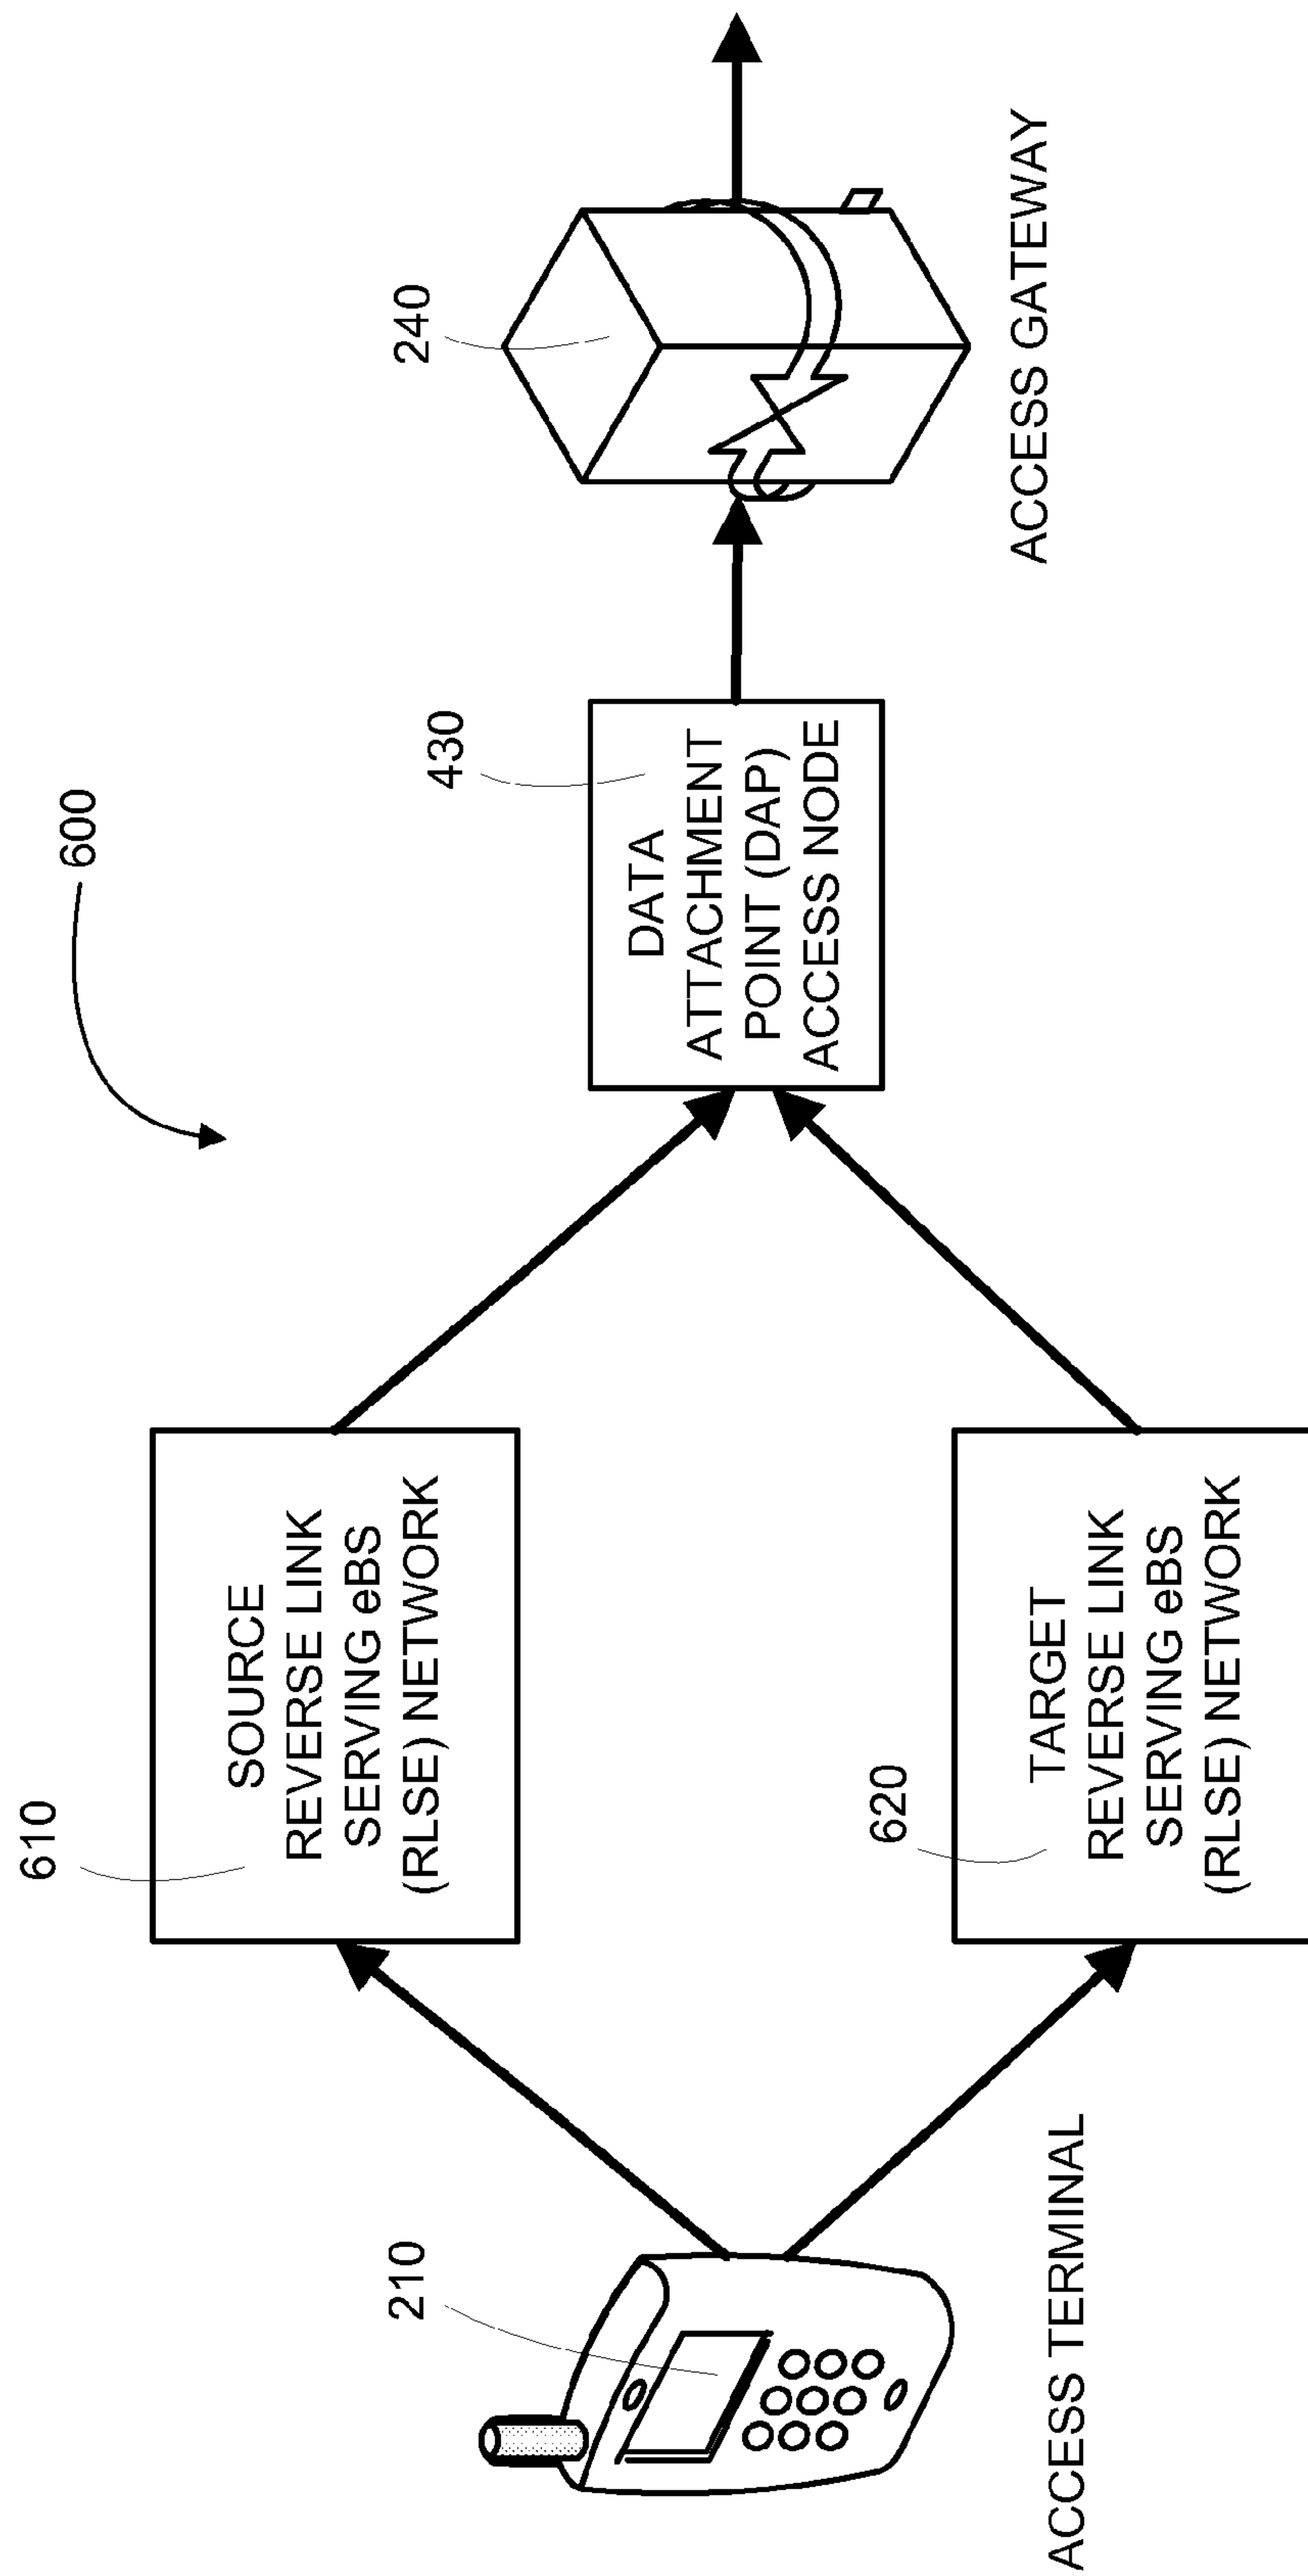 600
610
SOURCE
REVERSE LINK
SERVING eBS
(RLSE) NETWORK
210
ACCESS TERMINAL
620
TARGET
REVERSE LINK
SERVING eBS
(RLSE) NETWORK
430
DATA
ATTACHMENT
POINT (DAP)
ACCESS NODE
240
ACCESS GATEWAY